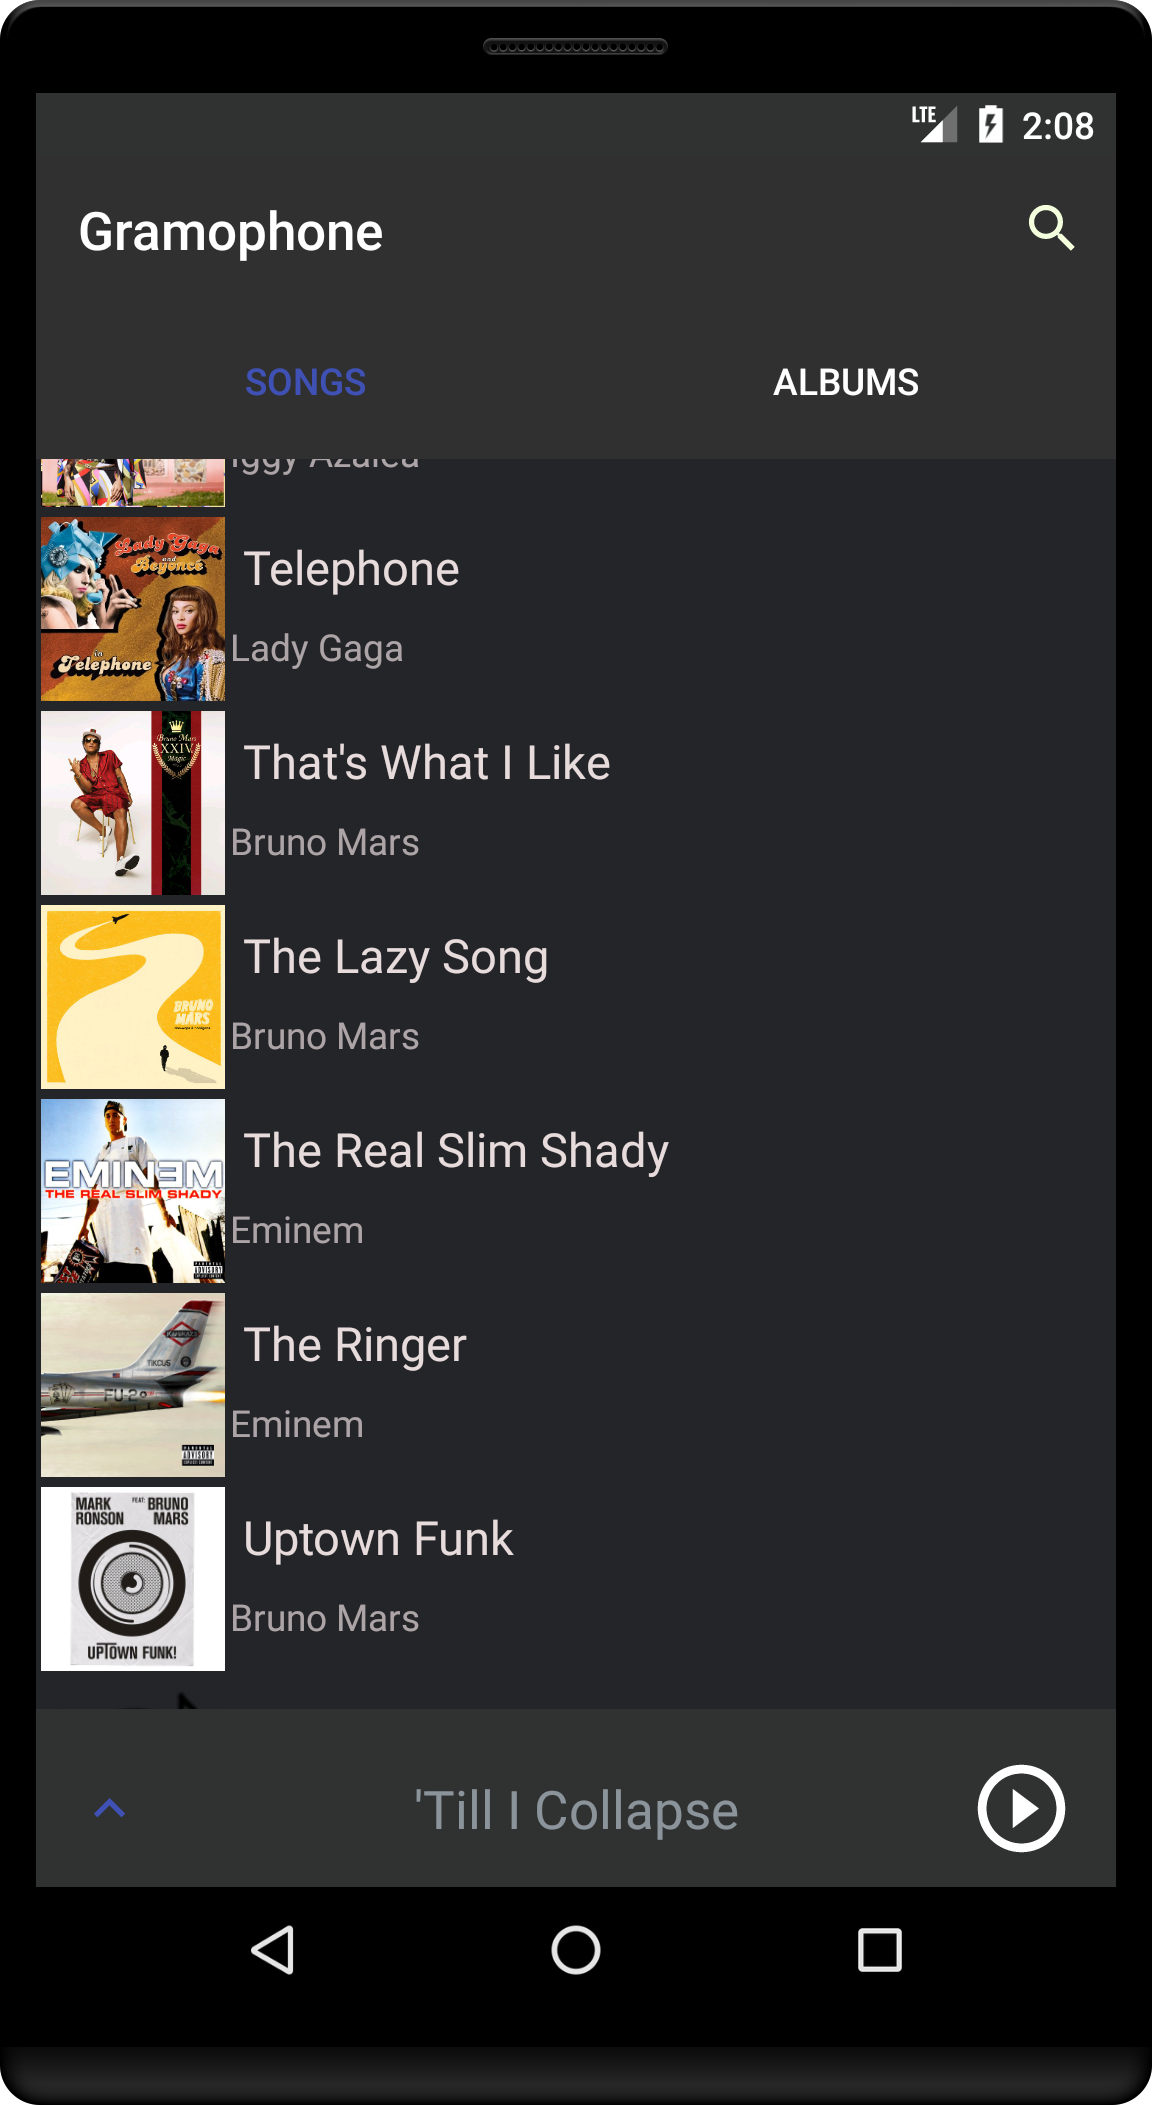 LTE 2:08
Gramophone
SONGS ALBUMS
Iggy Azalea
Lady Gaga
and
Beyoncé
in
Telephone
Telephone
Lady Gaga
Bruno Mars
XXIV
Magic
That's What I Like
Bruno Mars
BRUNO
MARS
The Lazy Song
Bruno Mars
EMINEM
THE REAL SLIM SHADY
PARENTAL
ADVISORY
EXPLICIT CONTENT
The Real Slim Shady
Eminem
KAMIKAZE
TIKCUS
FU-2
PARENTAL
ADVISORY
EXPLICIT CONTENT
The Ringer
Eminem
MARK RONSON
FEAT. BRUNO MARS
UPTOWN FUNK!
Uptown Funk
Bruno Mars
'Till I Collapse